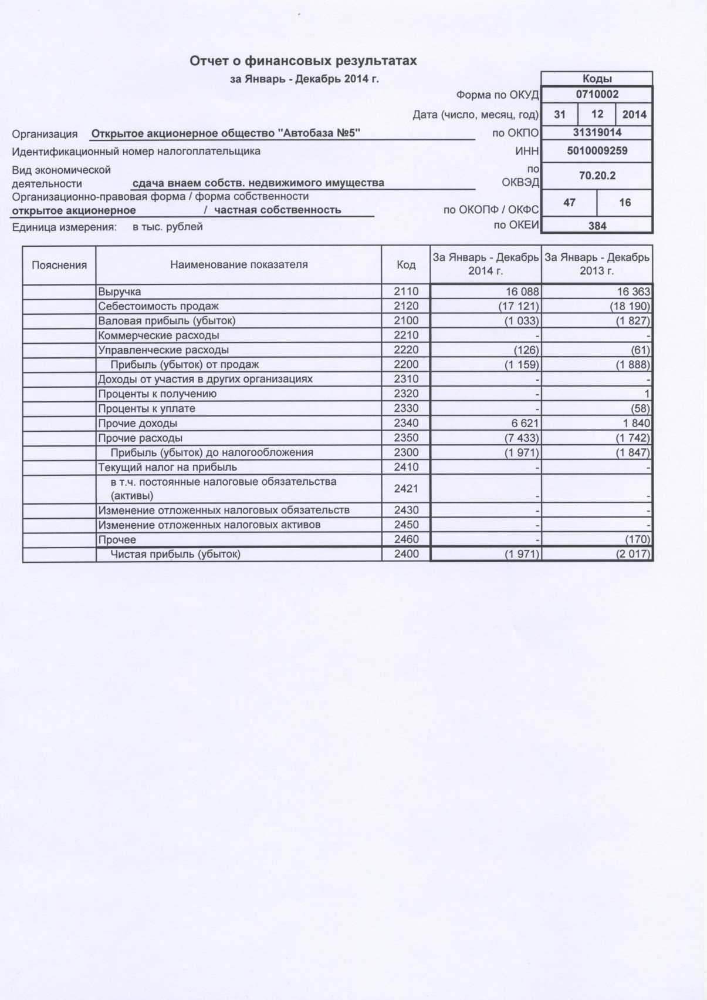 Отчет о финансовых результатах
за Январь - Декабрь 2014 г.
Коды
Форма по ОКУД 0710002
Дата (число, месяц, год) 31 12 2014
Организация Открытое акционерное общество "Автобаза №5" по ОКПО 31319014
Идентификационный номер налогоплательщика ИНН 5010009259
Вид экономической
деятельности сдача внаем собств. недвижимого имущества
по
ОКВЭД 70.20.2
Организационно-правовая форма / форма собственности
открытое акционерное / частная собственность по ОКОПФ / ОКФС 47 16
Единица измерения: в тыс. рублей по ОКЕИ 384
Пояснения Наименование показателя Код За Январь - Декабрь 2014 г. За Январь - Декабрь 2013 г.
Выручка 2110 16 088 16 363
Себестоимость продаж 2120 (17 121) (18 190)
Валовая прибыль (убыток) 2100 (1 033) (1 827)
Коммерческие расходы 2210 - -
Управленческие расходы 2220 (126) (61)
Прибыль (убыток) от продаж 2200 (1 159) (1 888)
Доходы от участия в других организациях 2310 - -
Проценты к получению 2320 - 1
Проценты к уплате 2330 - (58)
Прочие доходы 2340 6 621 1 840
Прочие расходы 2350 (7 433) (1 742)
Прибыль (убыток) до налогообложения 2300 (1 971) (1 847)
Текущий налог на прибыль 2410 - -
в т.ч. постоянные налоговые обязательства
(активы) 2421 - -
Изменение отложенных налоговых обязательств 2430 - -
Изменение отложенных налоговых активов 2450 - -
Прочее 2460 - (170)
Чистая прибыль (убыток) 2400 (1 971) (2 017)